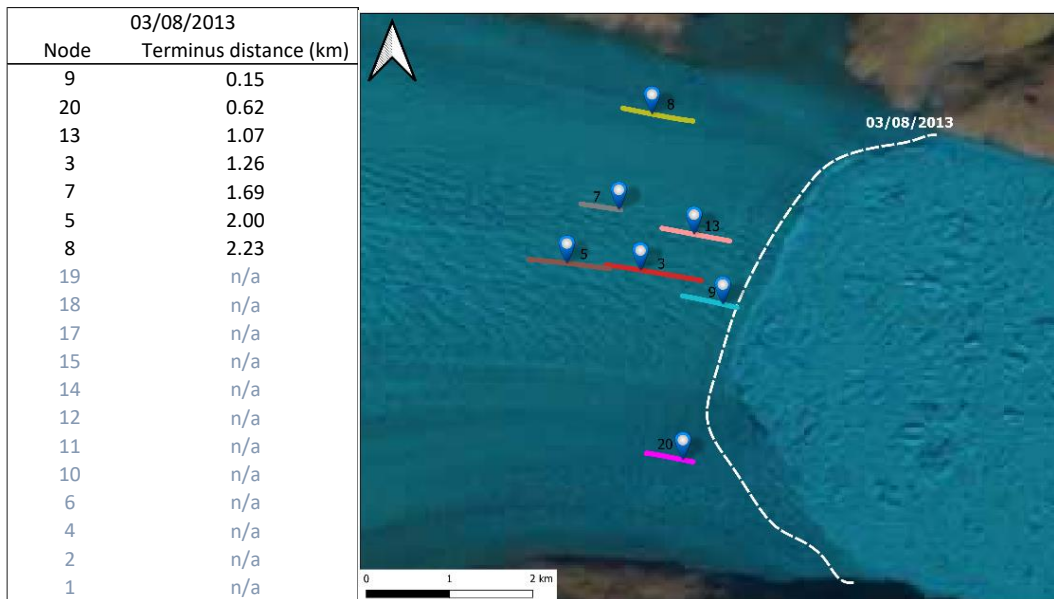 03/08/2013
Node Terminus distance (km)
9 0.15
20 0.62
13 1.07
3 1.26
7 1.69
5 2.00
8 2.23
19 n/a
18 n/a
17 n/a
15 n/a
14 n/a
12 n/a
11 n/a
10 n/a
6 n/a
4 n/a
2 n/a
1 n/a
8
03/08/2013
7
13
5
3
9
20
0 1 2 km